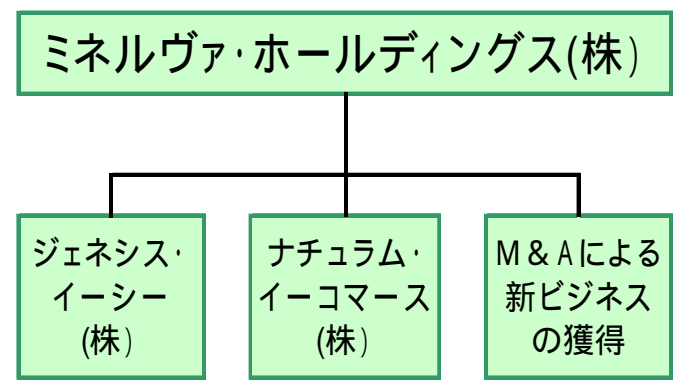 ミネルヴァ・ホールディングス(株)
ジェネシス・
イーシー
(株)
ナチュラム・
イーコマース
(株)
M&Aによる
新ビジネス
の獲得